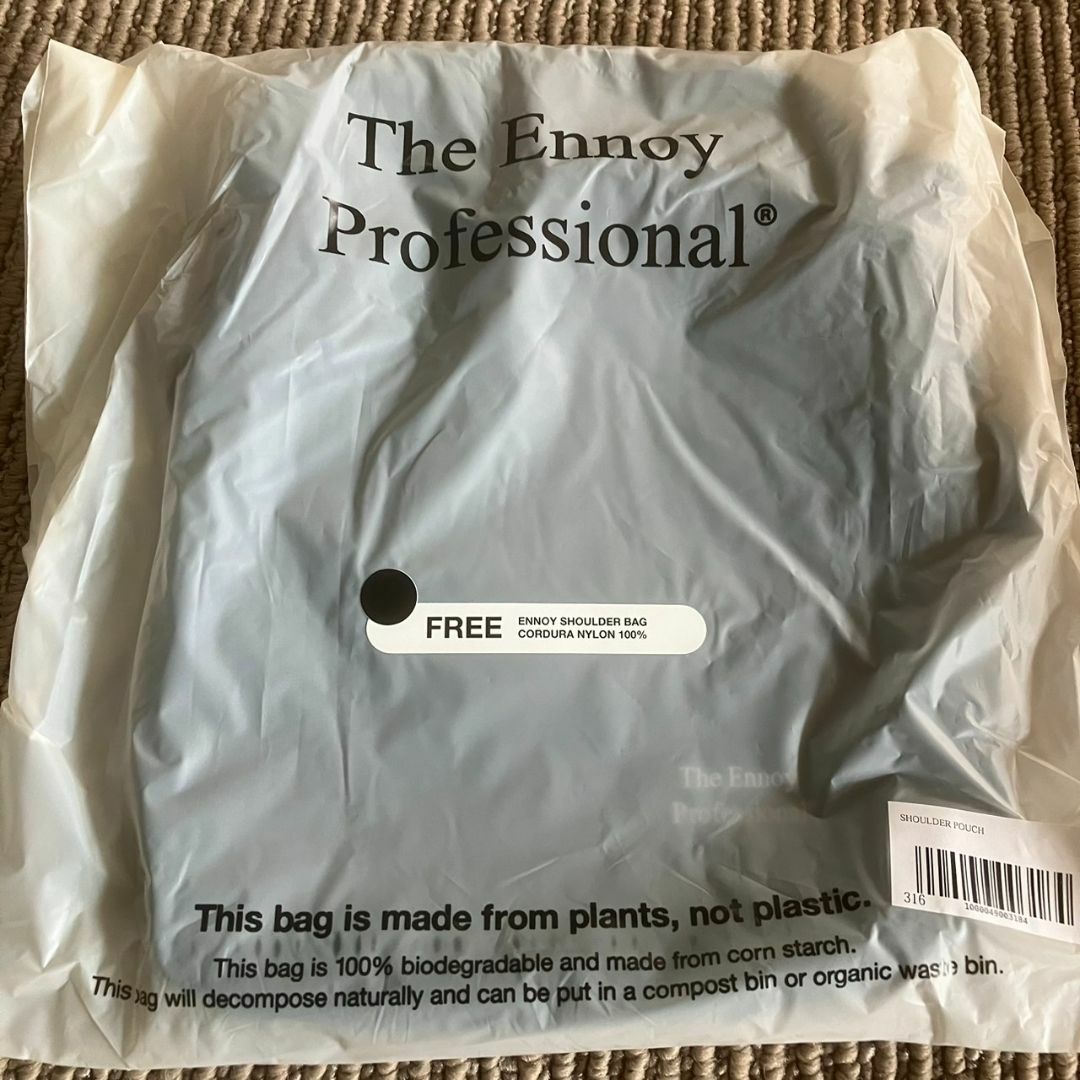 The Ennoy
Professional®
FREE
ENNOY SHOULDER BAG
CORDURA NYLON 100%
The Ennoy
Professional
SHOULDER POUCH
316
1000049003184
This bag is made from plants, not plastic.
This bag is 100% biodegradable and made from corn starch.
This bag will decompose naturally and can be put in a compost bin or organic waste bin.